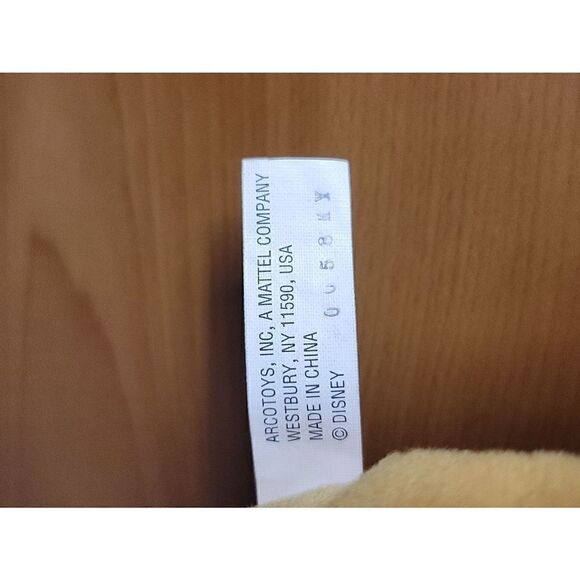 ARCOTOYS, INC, A MATTEL COMPANY
WESTBURY, NY 11590, USA
MADE IN CHINA
© DISNEY